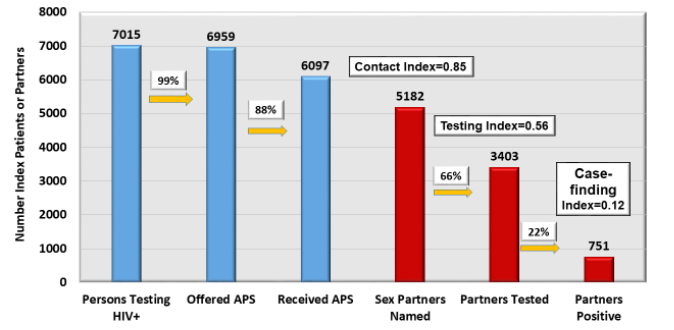 8000
7000
6000
5000
4000
3000
2000
1000
0
Number Index Patients or Partners
7015
6959
6097
5182
3403
751
99%
88%
66%
22%
Contact Index=0.85
Testing Index=0.56
Case-
finding
Index=0.12
Persons Testing
HIV+
Offered APS
Received APS
Sex Partners
Named
Partners Tested
Partners
Positive